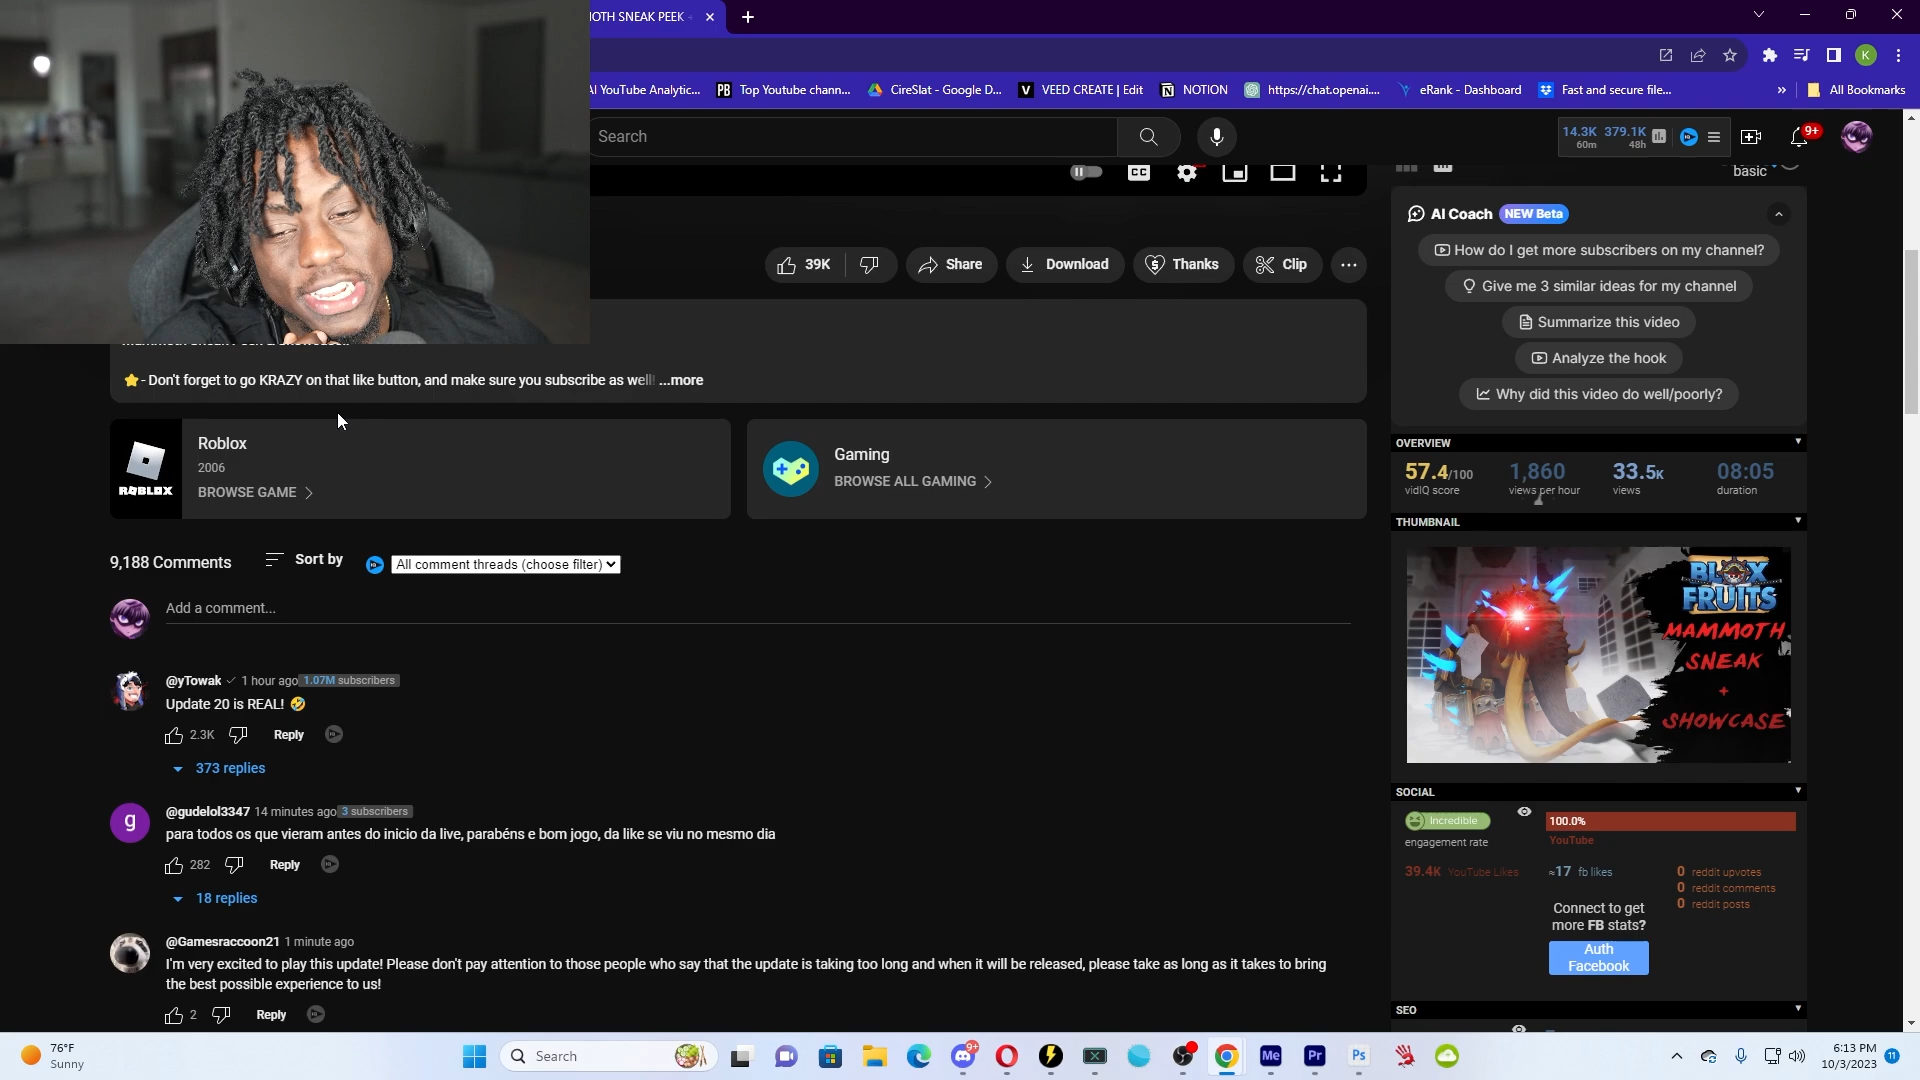 OTH SNEAK PEEK
AI YouTube Analytic...
PB Top Youtube chann...
CireSlat - Google D...
V VEED CREATE | Edit
NOTION
https://chat.openai....
eRank - Dashboard
Fast and secure file...
»
All Bookmarks
K
Search
14.3K 379.1K
60m 48h
9+
CC
basic
39K
Share
Download
Thanks
Clip
...
⭐- Don't forget to go KRAZY on that like button, and make sure you subscribe as well! ...more
AI Coach NEW Beta
How do I get more subscribers on my channel?
Give me 3 similar ideas for my channel
Summarize this video
Analyze the hook
Why did this video do well/poorly?
Roblox
2006
BROWSE GAME
ROBLOX
Gaming
BROWSE ALL GAMING
OVERVIEW
57.4/100 1,860 33.5K 08:05
vidIQ score views per hour views duration
THUMBNAIL
BLOX
FRUITS
MAMMOTH
SNEAK
+
SHOWCASE
9,188 Comments
Sort by
All comment threads (choose filter)
Add a comment...
@yTowak 1 hour ago 1.07M subscribers
Update 20 is REAL! 🤣
2.3K Reply
373 replies
g
@gudelol3347 14 minutes ago 3 subscribers
para todos os que vieram antes do inicio da live, parabéns e bom jogo, da like se viu no mesmo dia
282 Reply
18 replies
@Gamesraccoon21 1 minute ago
I'm very excited to play this update! Please don't pay attention to those people who say that the update is taking too long and when it will be released, please take as long as it takes to bring
the best possible experience to us!
2 Reply
SOCIAL
Incredible
engagement rate
100.0%
YouTube
39.4K YouTube Likes
≈17 fb likes
0 reddit upvotes
0 reddit comments
0 reddit posts
Connect to get
more FB stats?
Auth
Facebook
SEO
76°F
Sunny
Search
9+
Me
Pr
Ps
6:13 PM
10/3/2023
11